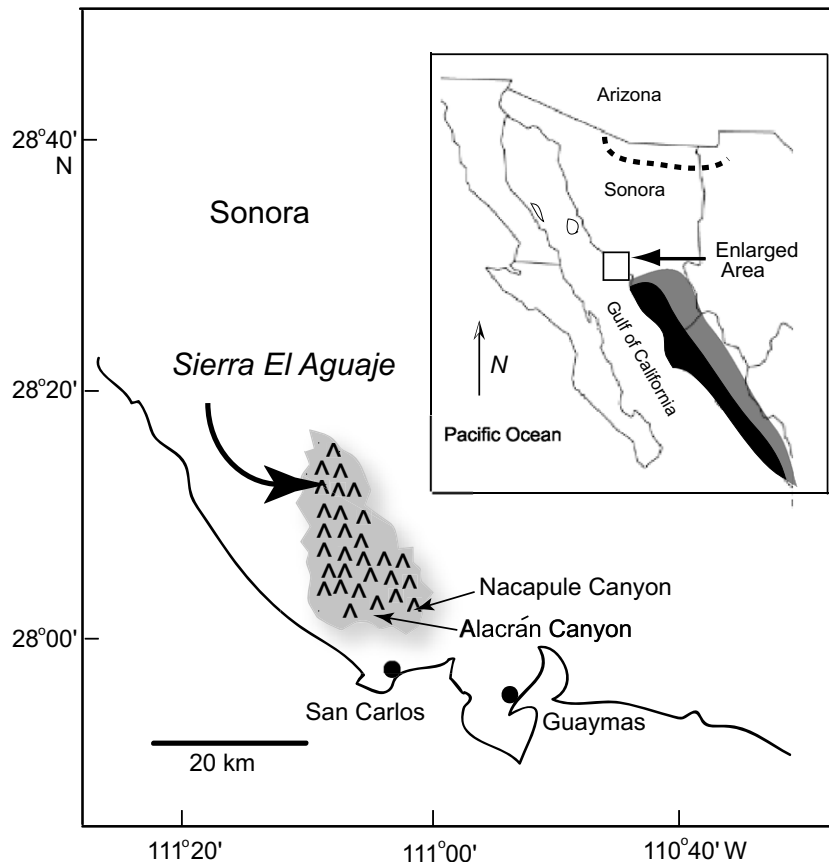 28°40'
N
Sonora
Arizona
Sonora
Enlarged
Area
Gulf of California
N
Pacific Ocean
Sierra El Aguaje
28°20'
Nacapule Canyon
Alacrán Canyon
28°00'
San Carlos
Guaymas
20 km
111°20'
111°00'
110°40' W